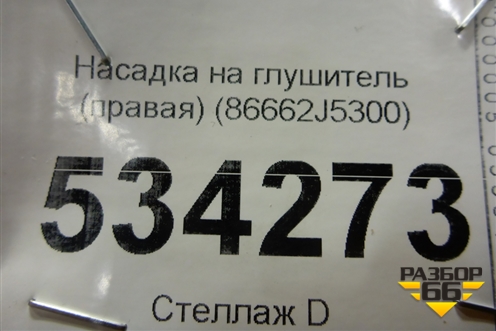 Насадка на глушитель
(правая) (86662J5300)
534273
Стеллаж D
РАЗБОР
66